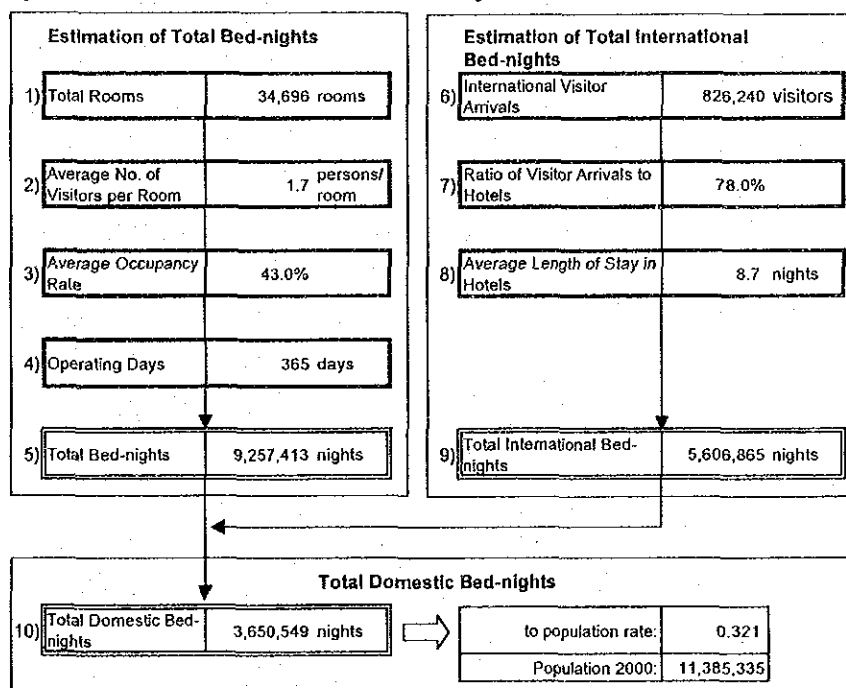 Estimation of Total Bed-nights
1) Total Rooms 34,696 rooms
2) Average No. of
Visitors per Room 1.7 persons/
room
3) Average Occupancy
Rate 43.0%
4) Operating Days 365 days
5) Total Bed-nights 9,257,413 nights
Estimation of Total International
Bed-nights
6) International Visitor
Arrivals 826,240 visitors
7) Ratio of Visitor Arrivals to
Hotels 78.0%
8) Average Length of Stay in
Hotels 8.7 nights
9) Total International Bed-
nights 5,606,865 nights
Total Domestic Bed-nights
10) Total Domestic Bed-
nights 3,650,549 nights
to population rate: 0.321
Population 2000: 11,385,335